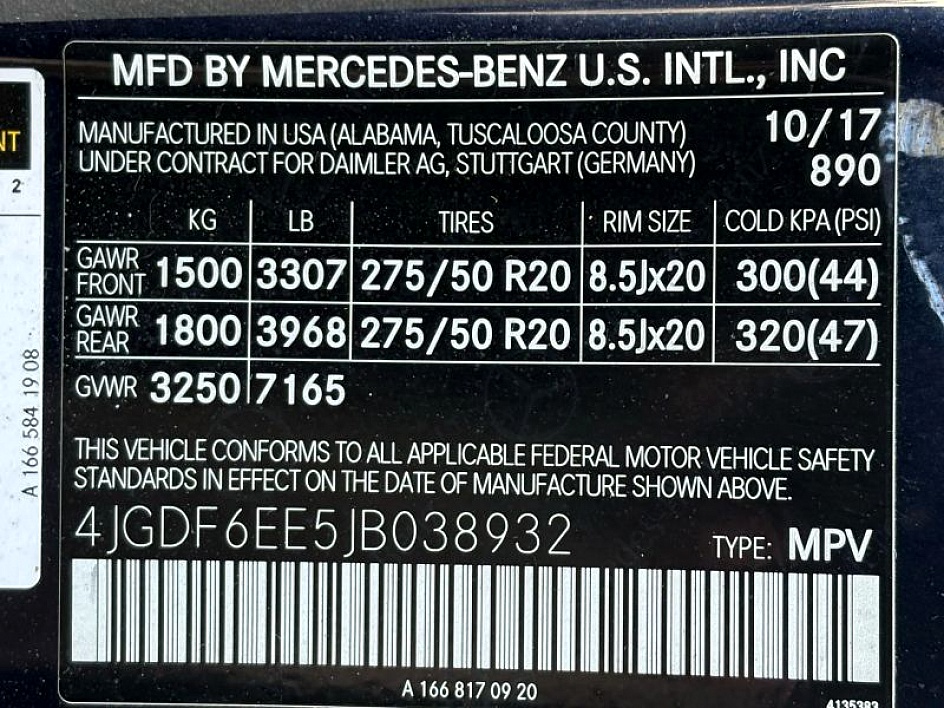 MFD BY MERCEDES-BENZ U.S. INTL., INC
MANUFACTURED IN USA (ALABAMA, TUSCALOOSA COUNTY) 10/17
UNDER CONTRACT FOR DAIMLER AG, STUTTGART (GERMANY) 890
KG LB TIRES RIM SIZE COLD KPA (PSI)
GAWR FRONT 1500 3307 275/50 R20 8.5Jx20 300(44)
GAWR REAR 1800 3968 275/50 R20 8.5Jx20 320(47)
GVWR 3250 7165
THIS VEHICLE CONFORMS TO ALL APPLICABLE FEDERAL MOTOR VEHICLE SAFETY
STANDARDS IN EFFECT ON THE DATE OF MANUFACTURE SHOWN ABOVE.
4JGDF6EE5JB038932 TYPE: MPV
A 166 817 09 20
4135383
NT
2
A 166 584 19 08